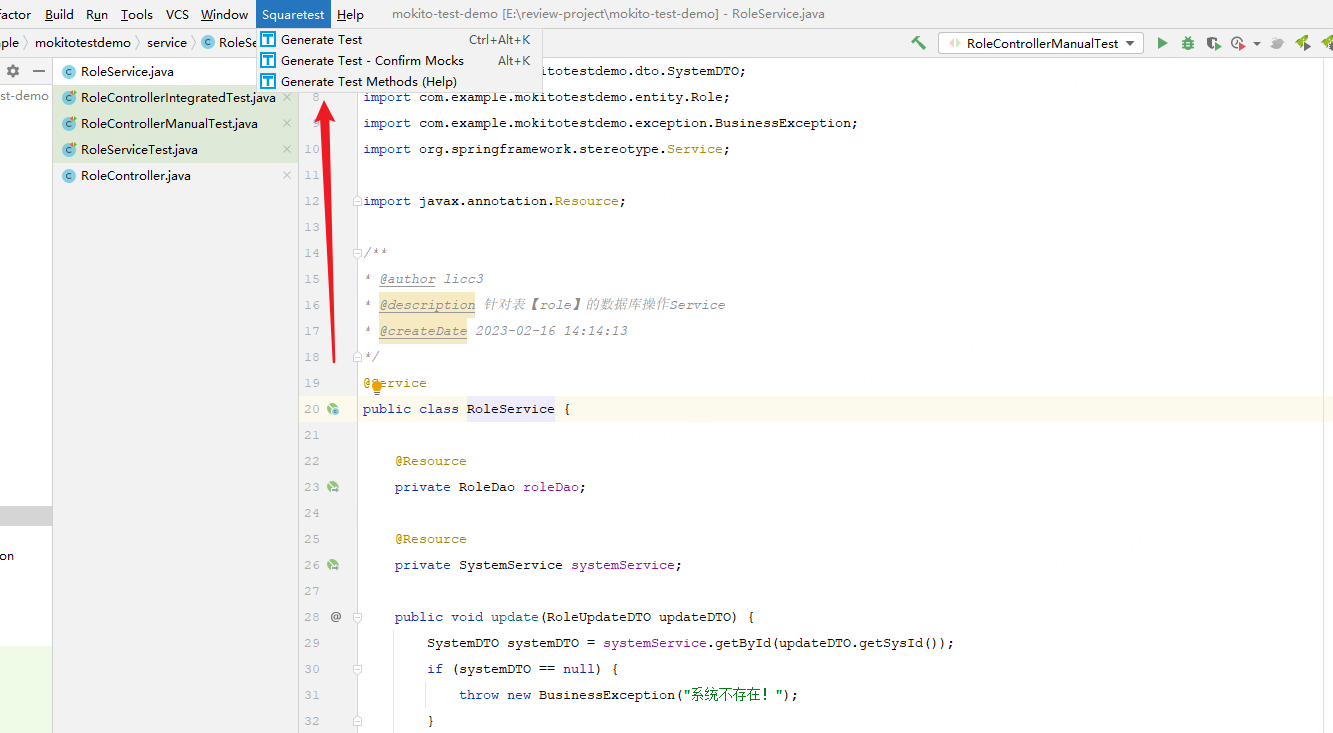 actor Build Run Tools VCS Window Squaretest Help mokito-test-demo [E:\review-project\mokito-test-demo] - RoleService.java
ple mokitotestdemo service RoleSe RoleControllerManualTest
Generate Test Ctrl+Alt+K
Generate Test - Confirm Mocks Alt+K
Generate Test Methods (Help)
st-demo
on
RoleService.java
RoleControllerIntegratedTest.java
RoleControllerManualTest.java
RoleServiceTest.java
RoleController.java
kitotestdemo.dto.SystemDTO;
8 import com.example.mokitotestdemo.entity.Role;
9 import com.example.mokitotestdemo.exception.BusinessException;
10 import org.springframework.stereotype.Service;
11
12 import javax.annotation.Resource;
13
14 /**
15 * @author licc3
16 * @description 针对表【role】的数据库操作Service
17 * @createDate 2023-02-16 14:14:13
18 */
19 @Service
20 public class RoleService {
21
22 @Resource
23 private RoleDao roleDao;
24
25 @Resource
26 private SystemService systemService;
27
28 @ public void update(RoleUpdateDTO updateDTO) {
29 SystemDTO systemDTO = systemService.getById(updateDTO.getSysId());
30 if (systemDTO == null) {
31 throw new BusinessException("系统不存在！");
32 }